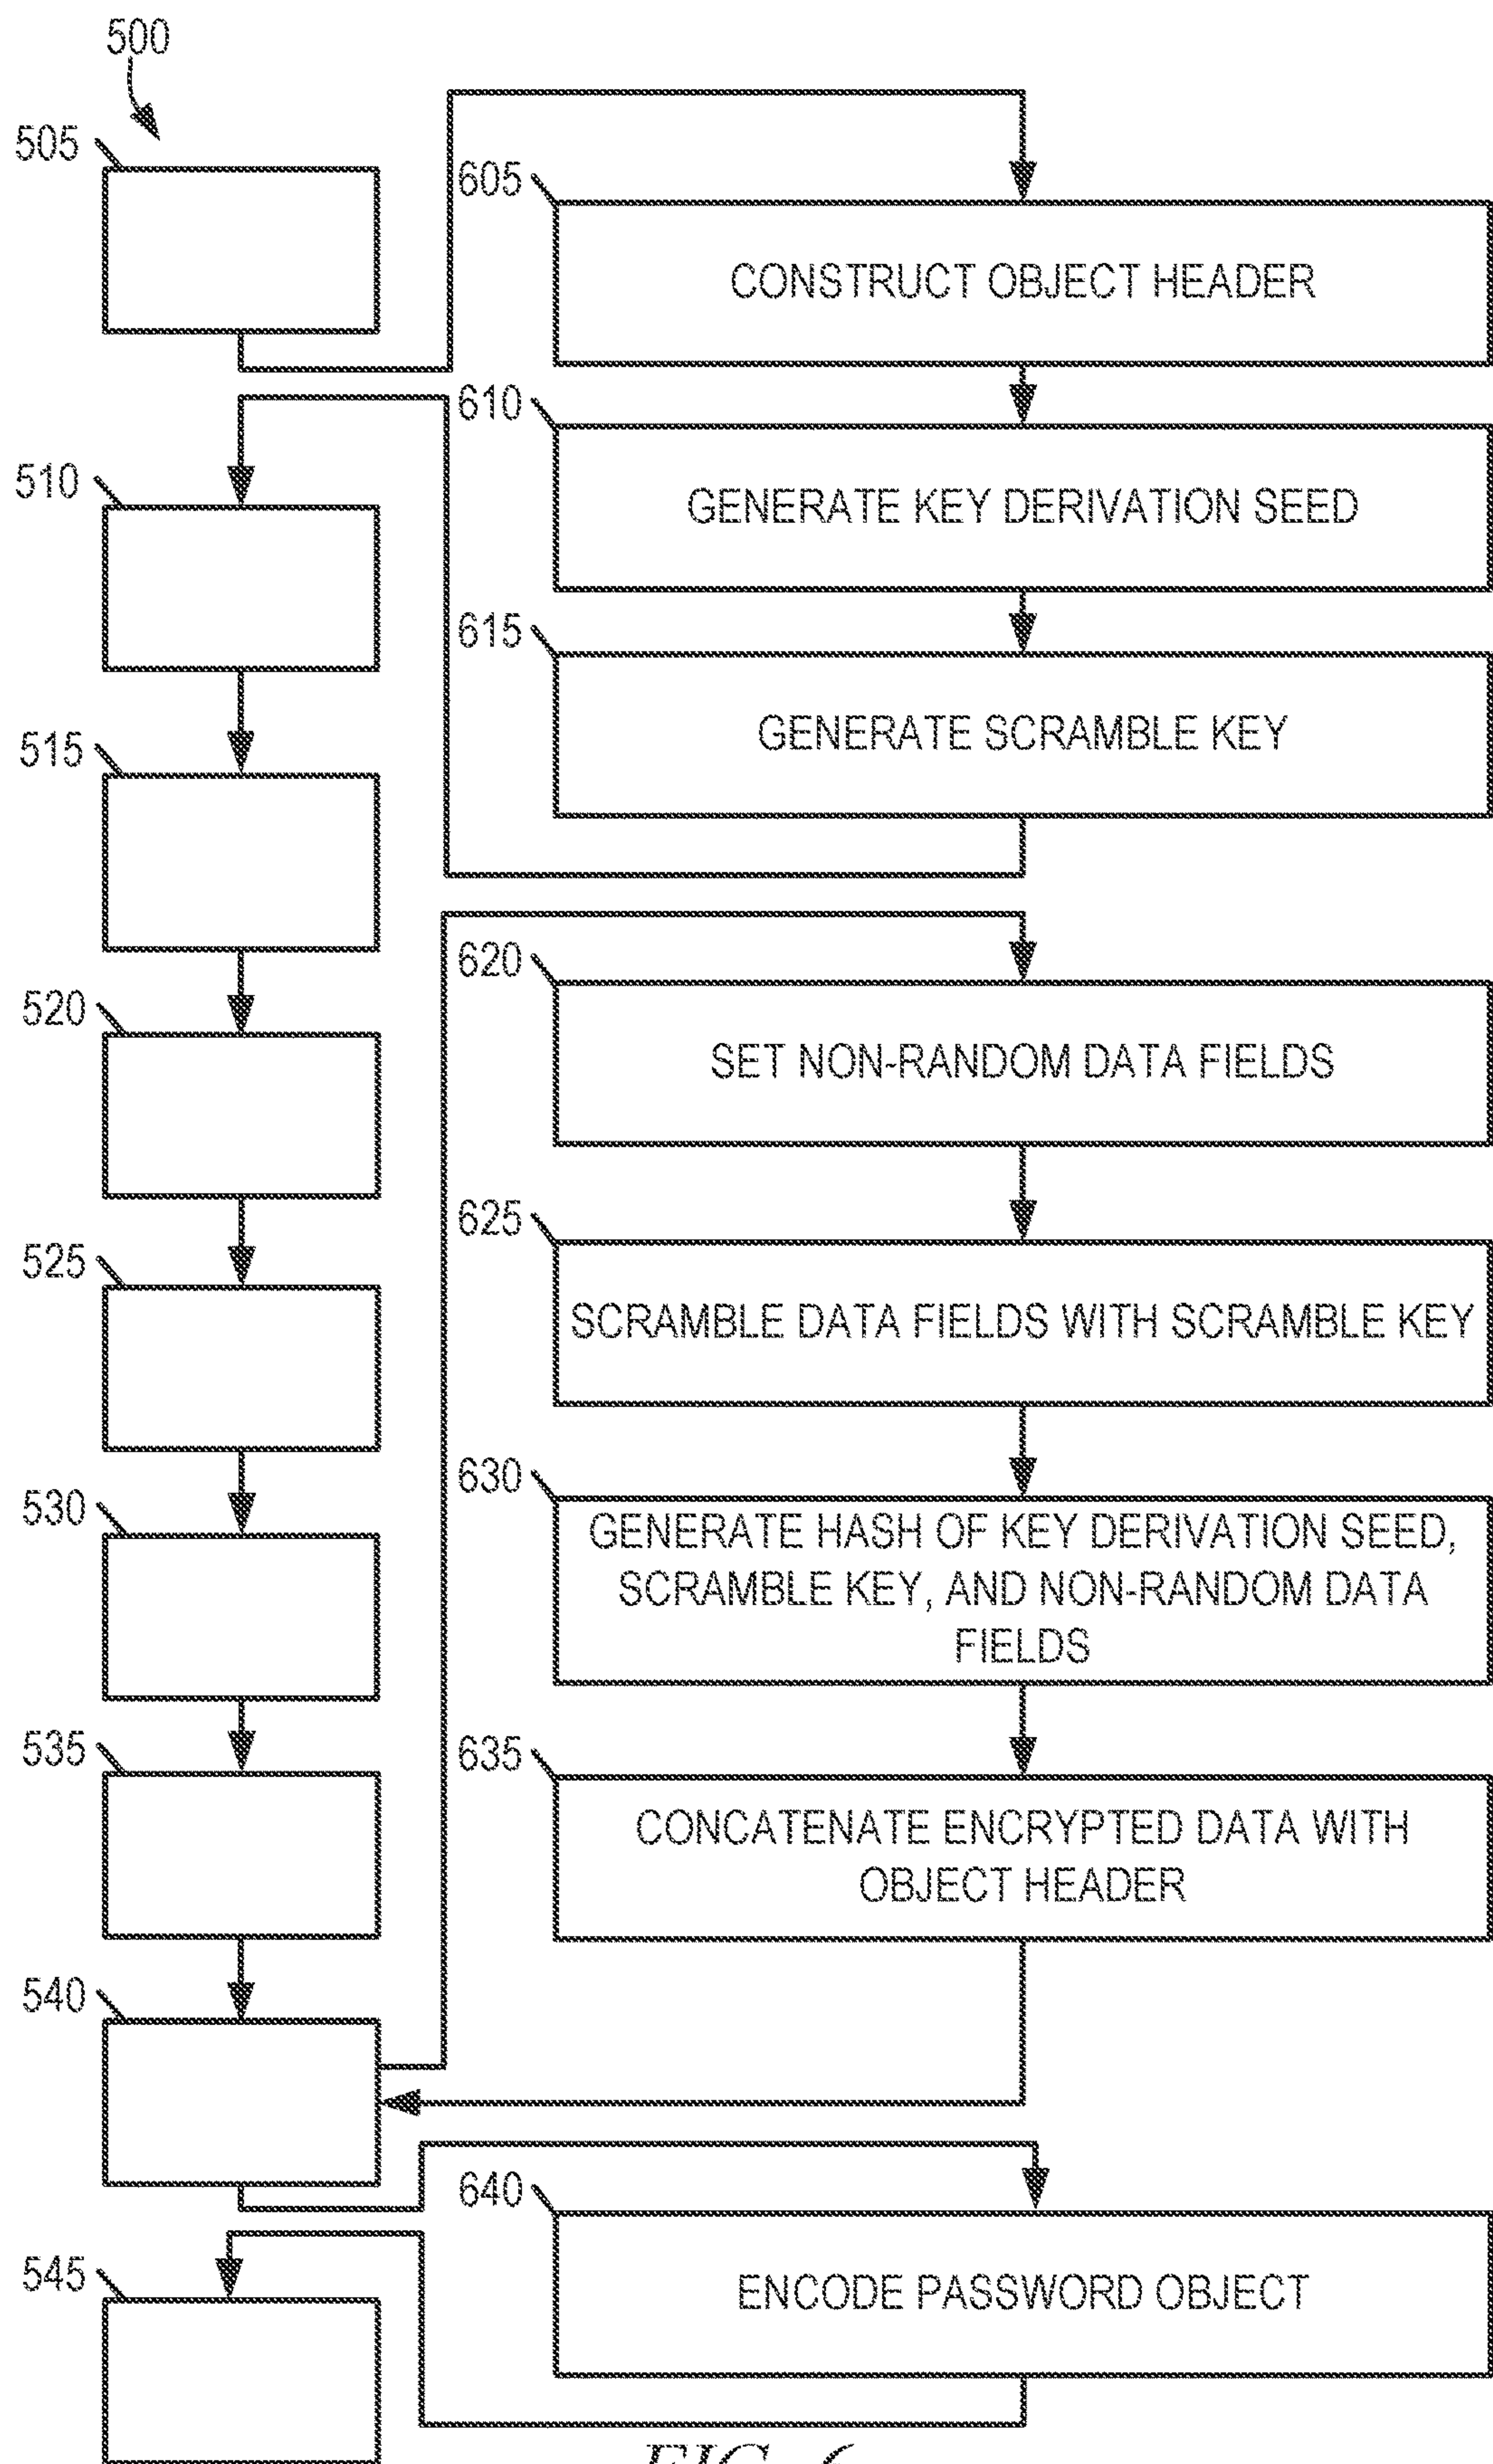 500
505
605
CONSTRUCT OBJECT HEADER
610
GENERATE KEY DERIVATION SEED
510
615
GENERATE SCRAMBLE KEY
515
620
SET NON-RANDOM DATA FIELDS
520
625
SCRAMBLE DATA FIELDS WITH SCRAMBLE KEY
525
630
GENERATE HASH OF KEY DERIVATION SEED,
SCRAMBLE KEY, AND NON-RANDOM DATA
FIELDS
530
535
635
CONCATENATE ENCRYPTED DATA WITH
OBJECT HEADER
540
640
ENCODE PASSWORD OBJECT
545
FIG. 6